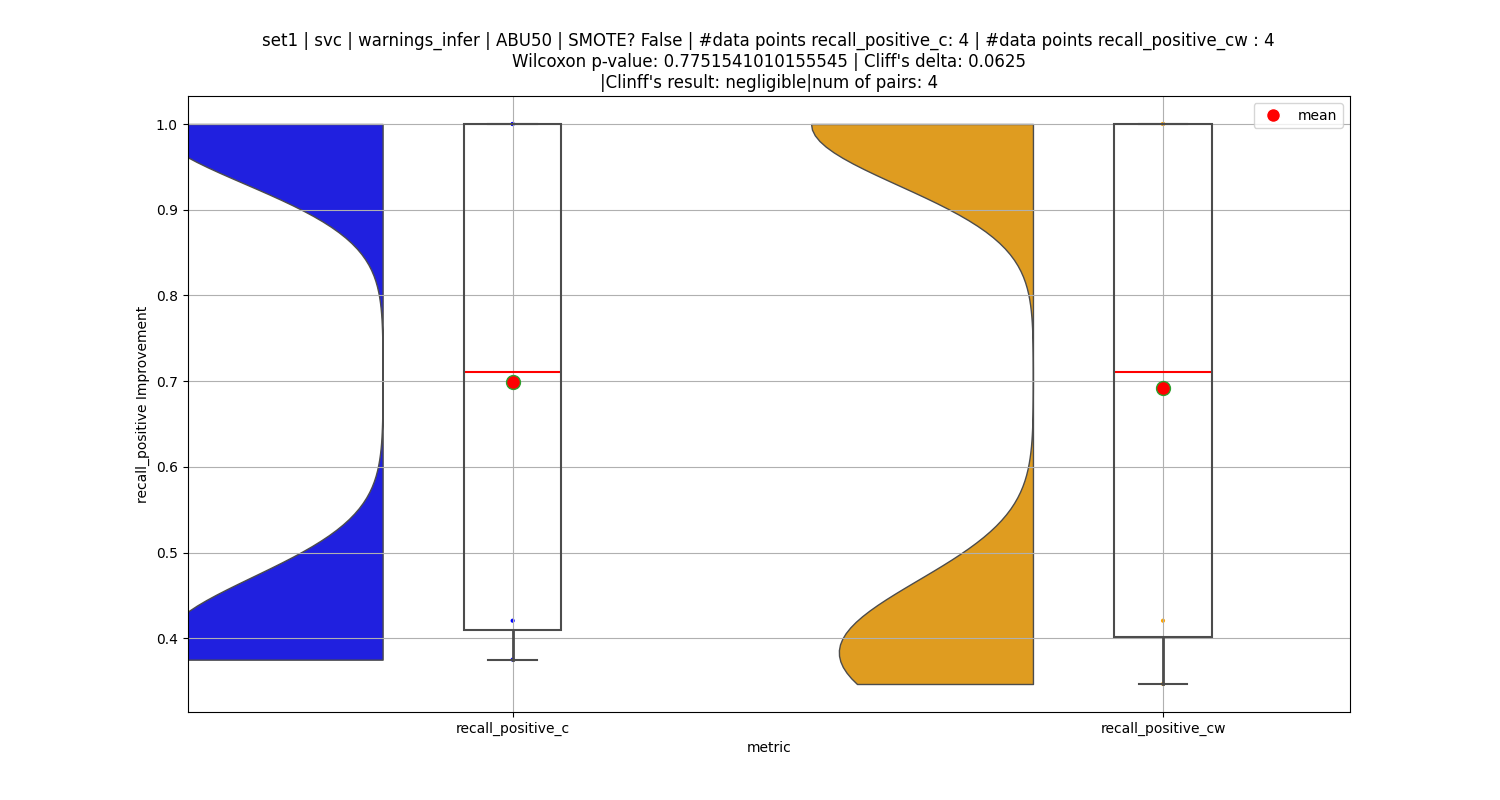 set1 | svc | warnings_infer | ABU50 | SMOTE? False | #data points recall_positive_c: 4 | #data points recall_positive_cw : 4
Wilcoxon p-value: 0.7751541010155545 | Cliff's delta: 0.0625
|Clinff's result: negligible|num of pairs: 4
mean
1.0
0.9
0.8
0.7
0.6
0.5
0.4
recall_positive Improvement
recall_positive_c
recall_positive_cw
metric